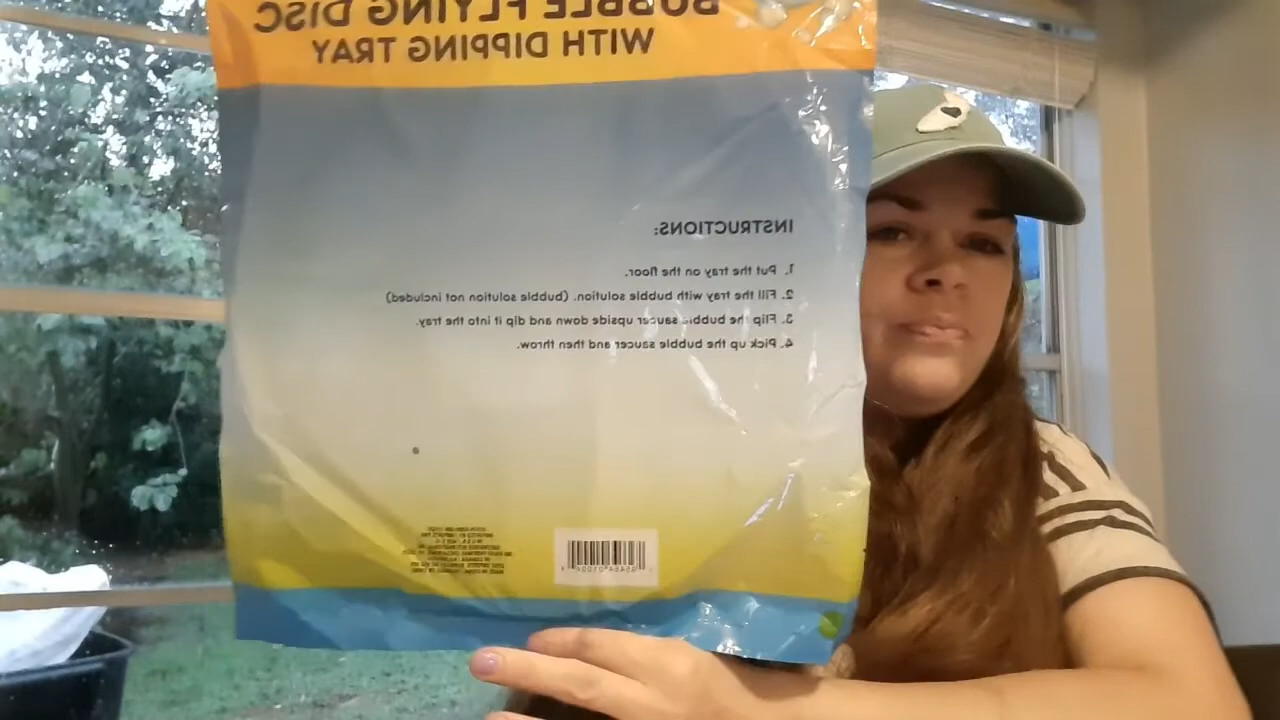 BUBBLE FLYING DISC
WITH DIPPING TRAY
INSTRUCTIONS:
1. Put the tray on the floor.
2. Fill the tray with bubble solution. (bubble solution not included)
3. Flip the bubble saucer upside down and dip it into the tray.
4. Pick up the bubble saucer and then throw.